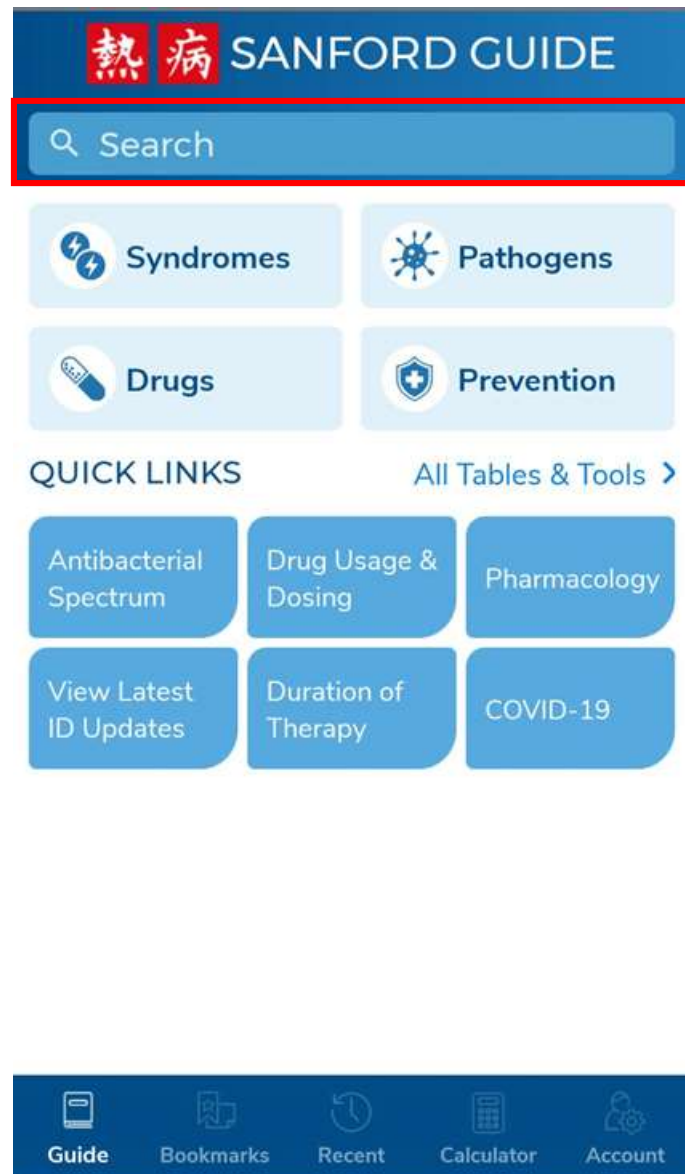 熱 病 SANFORD GUIDE
Search
Syndromes
Pathogens
Drugs
Prevention
QUICK LINKS
All Tables & Tools >
Antibacterial
Spectrum
Drug Usage &
Dosing
Pharmacology
View Latest
ID Updates
Duration of
Therapy
COVID-19
Guide
Bookmarks
Recent
Calculator
Account